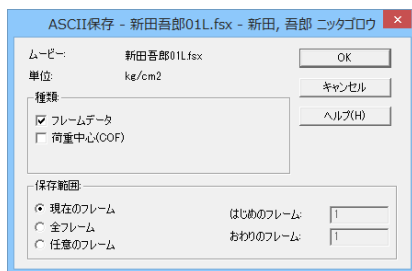 ASCII保存 - 新田吾郎01L.fsx - 新田, 吾郎 ニッタゴロウ
ムービー: 新田吾郎01L.fsx
単位: kg/cm2
OK
キャンセル
ヘルプ(H)
種類
フレームデータ
荷重中心(COF)
保存範囲:
現在のフレーム
全フレーム
任意のフレーム
はじめのフレーム: 1
おわりのフレーム: 1